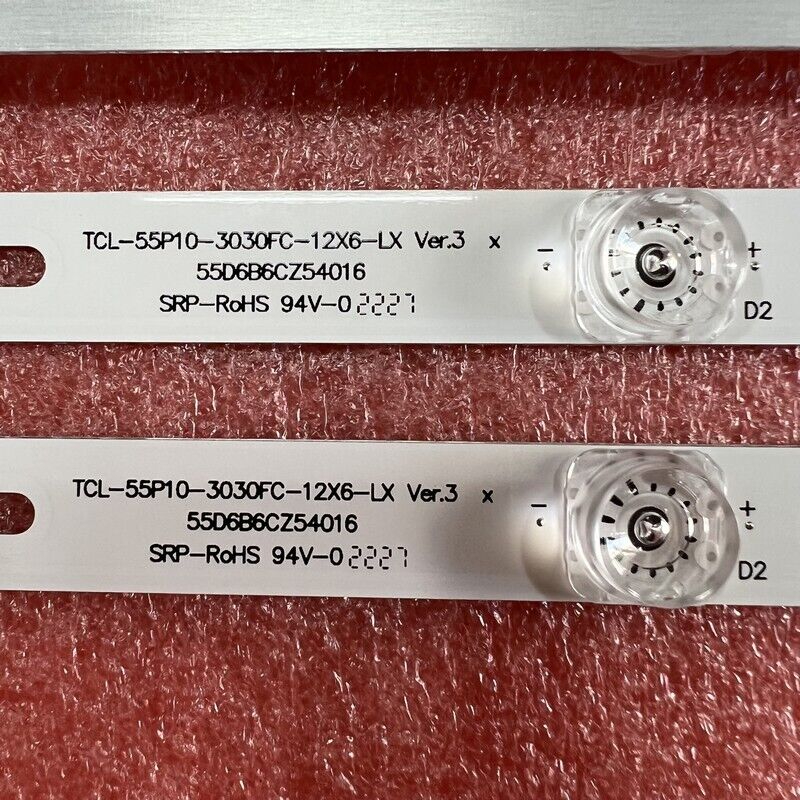 TCL-55P10-3030FC-12X6-LX Ver.3 x - +
55D6B6CZ54016
SRP-RoHS 94V-0 2227 D2
TCL-55P10-3030FC-12X6-LX Ver.3 x - +
55D6B6CZ54016
SRP-RoHS 94V-0 2227 D2